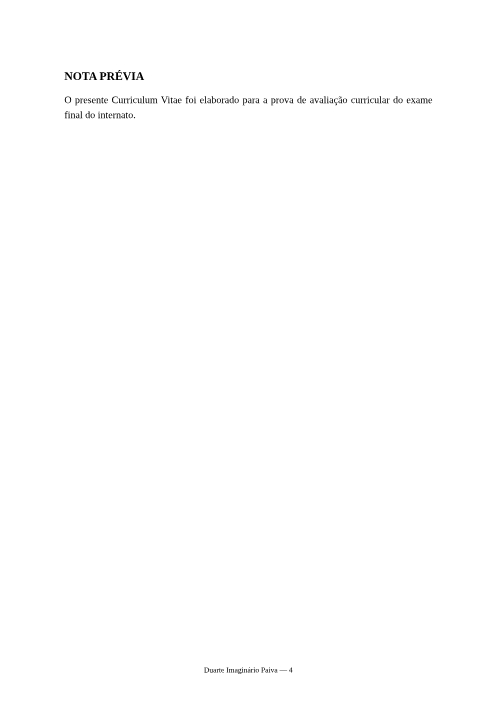 NOTA PRÉVIA
O presente Curriculum Vitae foi elaborado para a prova de avaliação curricular do exame
final do internato.
Duarte Imaginário Paiva — 4